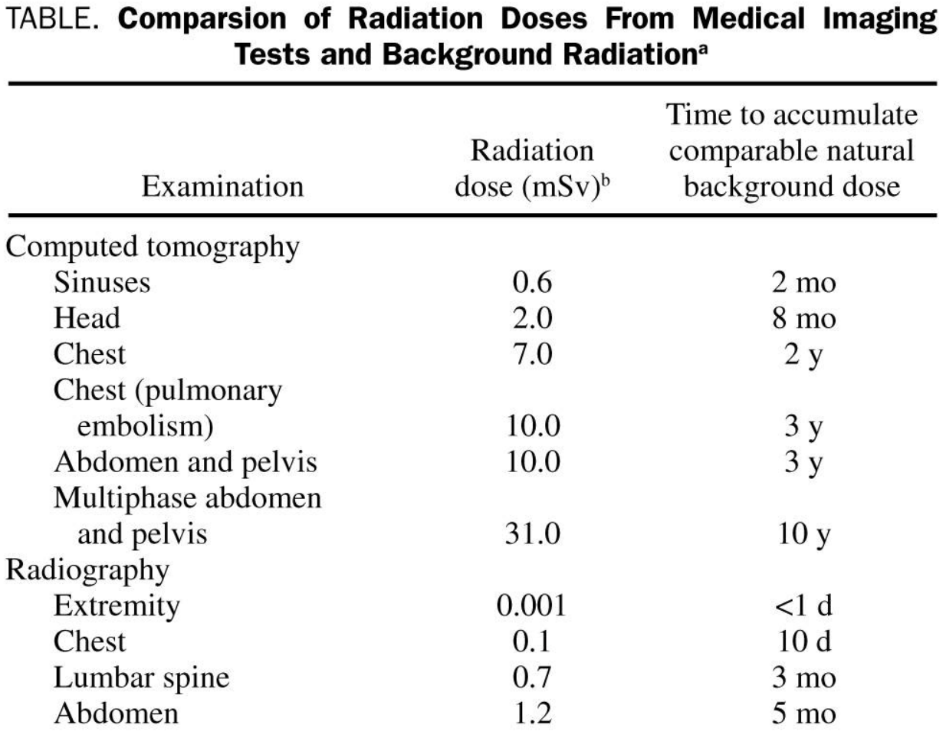 TABLE. Comparsion of Radiation Doses From Medical Imaging
Tests and Background Radiationᵃ
Time to accumulate
Radiation comparable natural
Examination dose (mSv)ᵇ background dose
Computed tomography
Sinuses 0.6 2 mo
Head 2.0 8 mo
Chest 7.0 2 y
Chest (pulmonary
embolism) 10.0 3 y
Abdomen and pelvis 10.0 3 y
Multiphase abdomen
and pelvis 31.0 10 y
Radiography
Extremity 0.001 <1 d
Chest 0.1 10 d
Lumbar spine 0.7 3 mo
Abdomen 1.2 5 mo